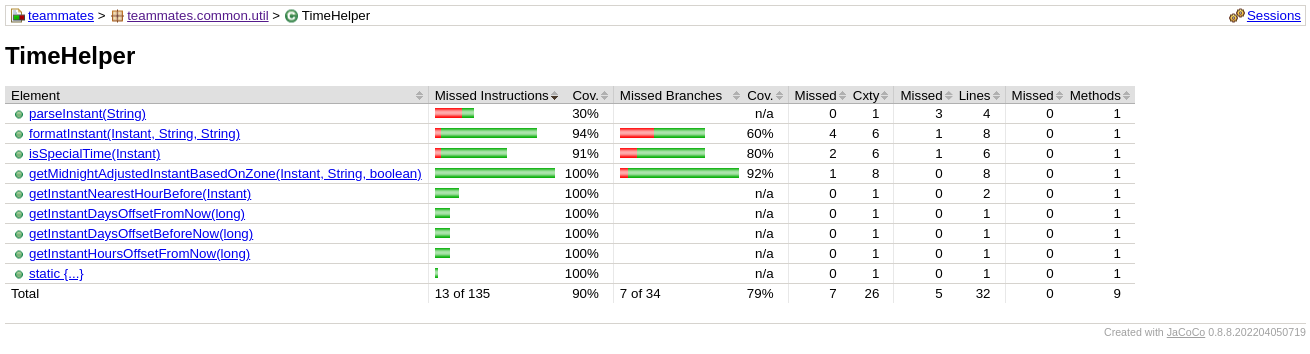 teammates > teammates.common.util > TimeHelper Sessions
TimeHelper
Element Missed Instructions Cov. Missed Branches Cov. Missed Cxty Missed Lines Missed Methods
parseInstant(String) 30% n/a 0 1 3 4 0 1
formatInstant(Instant, String, String) 94% 60% 4 6 1 8 0 1
isSpecialTime(Instant) 91% 80% 2 6 1 6 0 1
getMidnightAdjustedInstantBasedOnZone(Instant, String, boolean) 100% 92% 1 8 0 8 0 1
getInstantNearestHourBefore(Instant) 100% n/a 0 1 0 2 0 1
getInstantDaysOffsetFromNow(long) 100% n/a 0 1 0 1 0 1
getInstantDaysOffsetBeforeNow(long) 100% n/a 0 1 0 1 0 1
getInstantHoursOffsetFromNow(long) 100% n/a 0 1 0 1 0 1
static {...} 100% n/a 0 1 0 1 0 1
Total 13 of 135 90% 7 of 34 79% 7 26 5 32 0 9
Created with JaCoCo 0.8.8.202204050719